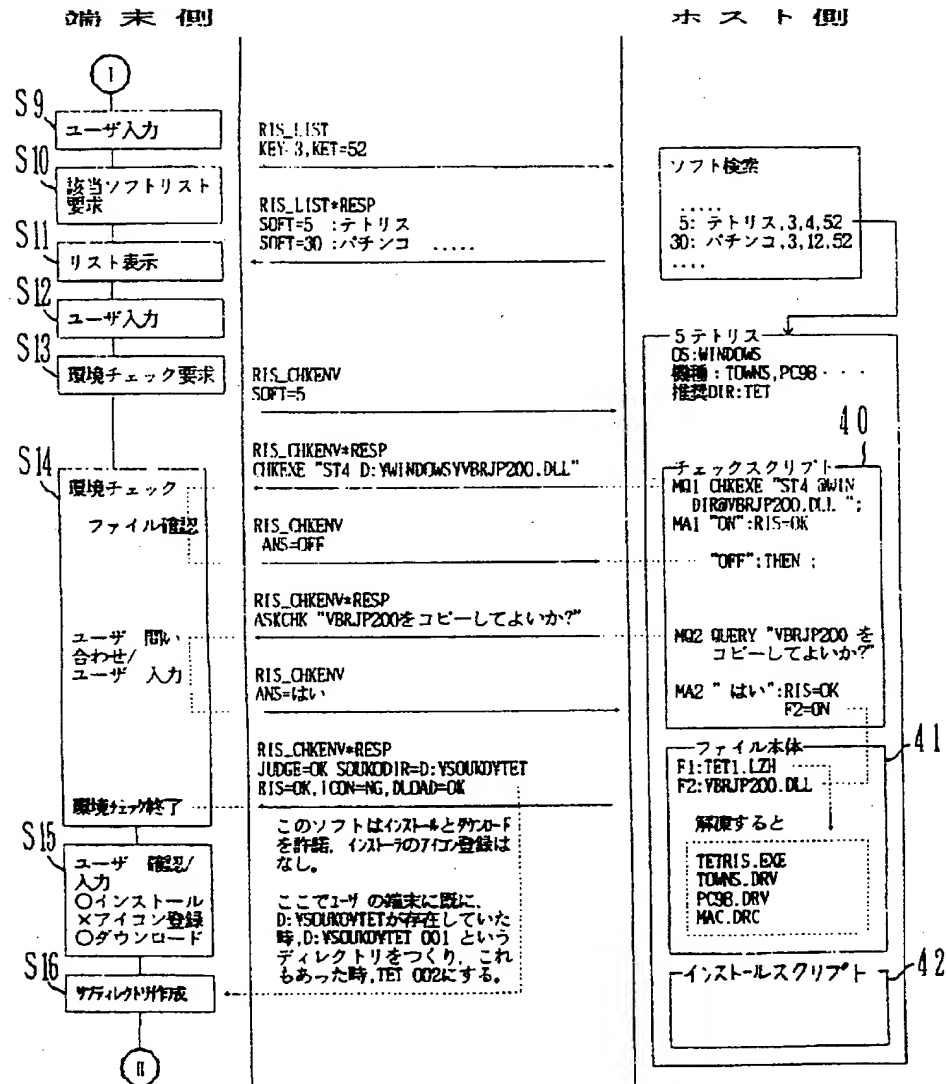 端末側
ホスト側
I
S9
ユーザ入力
S10
該当ソフトリスト
要求
S11
リスト表示
S12
ユーザ入力
S13
環境チェック要求
S14
環境チェック
ファイル確認
ユーザ 問い
合わせ/
ユーザ 入力
環境チェック終了
S15
ユーザ 確認/
入力
○インストール
×アイコン登録
○ダウンロード
S16
サブディレクトリ作成
II
RIS_LIST
KEY=3,KET=52
RIS_LIST*RESP
SOFT=5 :テトリス
SOFT=30 :パチンコ .....
RIS_CHKENV
SOFT=5
RIS_CHKENV*RESP
CHKEXE "ST4 D:¥WINDOWS¥VBRJP200.DLL"
RIS_CHKENV
ANS=OFF
RIS_CHKENV*RESP
ASKCHK "VBRJP200をコピーしてよいか?"
RIS_CHKENV
ANS=はい
RIS_CHKENV*RESP
JUDGE=OK SOUKODIR=D:¥SOUKO¥TET
RIS=OK,ICON=NG,DLOAD=OK
このソフトはインストールとダウンロード
を許諾、インストーラのアイコン登録は
なし。
ここでユーザ の端末に既に、
D:¥SOUKO¥TETが存在していた
時,D:¥SOUKO¥TET 001 という
ディレクトリをつくり、これ
もあった時,TET 002にする。
ソフト検索
.....
5: テトリス,3,4,52
30: パチンコ,3,12,52
....
5テトリス
OS:WINDOWS
機種:TOWNS,PC98・・・
推奨DIR:TET
40
チェックスクリプト
MQ1 CHKEXE "ST4 @WIN
DIR@VBRJP200.DLL ";
MA1 "ON":RIS=OK
"OFF":THEN ;
MQ2 QUERY "VBRJP200 を
コピーしてよいか?"
MA2 " はい":RIS=OK
F2=ON
41
ファイル本体
F1:TET1.LZH
F2:VBRJP200.DLL
解凍すると
TETRIS.EXE
TOWNS.DRV
PC98.DRV
MAC.DRC
42
インストールスクリプト